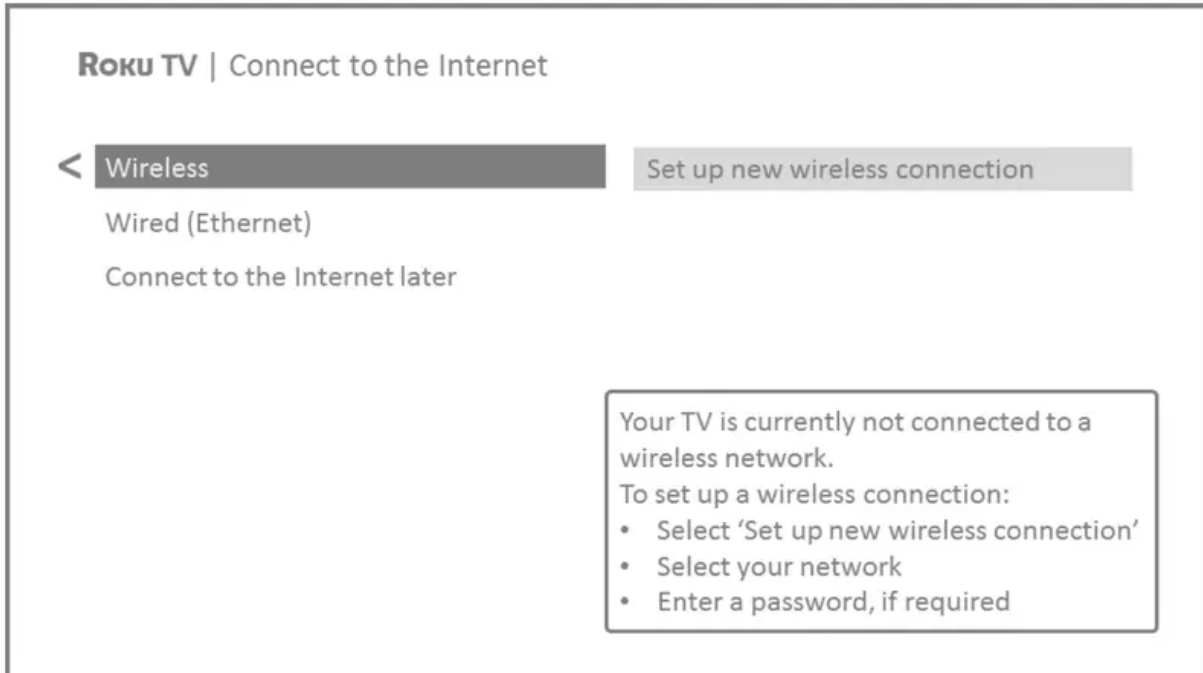 Roku TV | Connect to the Internet
< Wireless
Set up new wireless connection
Wired (Ethernet)
Connect to the Internet later
Your TV is currently not connected to a
wireless network.
To set up a wireless connection:
• Select ‘Set up new wireless connection’
• Select your network
• Enter a password, if required